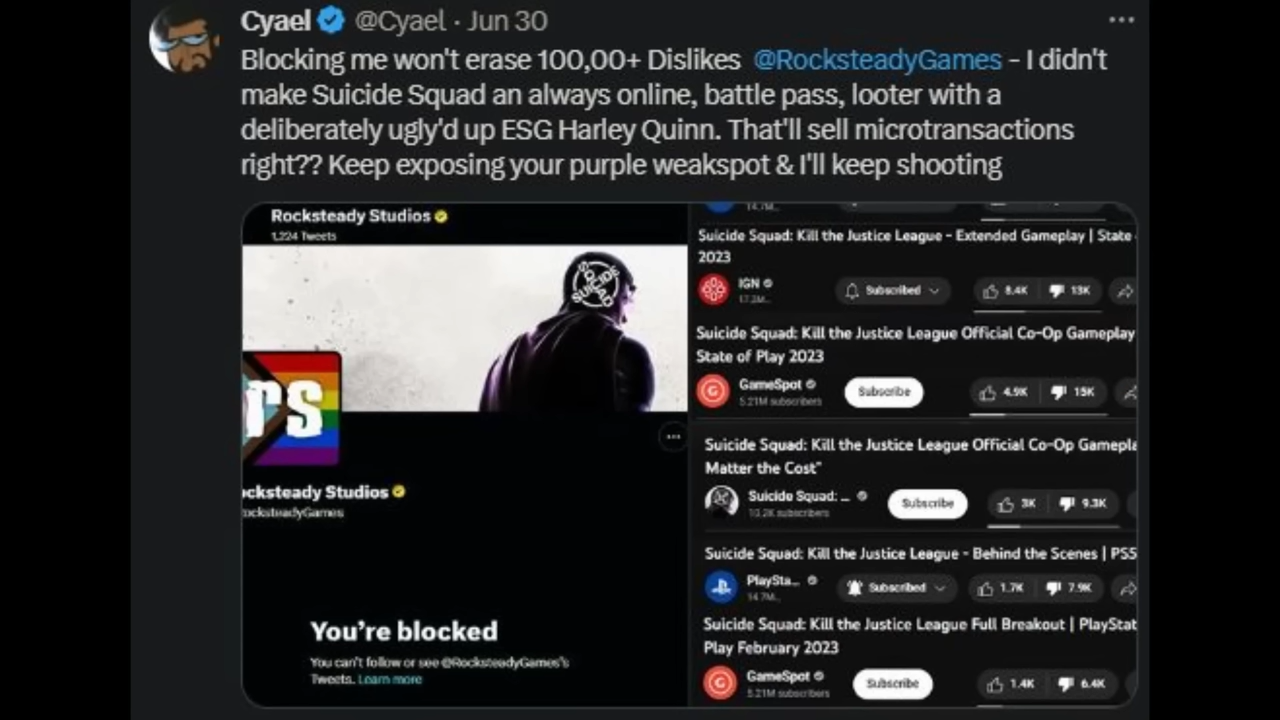 Cyael @Cyael · Jun 30
Blocking me won't erase 100,00+ Dislikes @RocksteadyGames - I didn't
make Suicide Squad an always online, battle pass, looter with a
deliberately ugly'd up ESG Harley Quinn. That'll sell microtransactions
right?? Keep exposing your purple weakspot & I'll keep shooting
Rocksteady Studios
1,224 Tweets
SUICIDE
SQUAD
rs
ocksteady Studios
ocksteadyGames
You're blocked
You can't follow or see @RocksteadyGames's
Tweets. Learn more
14.7M...
Suicide Squad: Kill the Justice League - Extended Gameplay | State
2023
IGN
17.3M...
Subscribed
8.4K
13K
Suicide Squad: Kill the Justice League Official Co-Op Gameplay
State of Play 2023
GameSpot
5.21M subscribers
Subscribe
4.9K
15K
Suicide Squad: Kill the Justice League Official Co-Op Gamepla
Matter the Cost"
Suicide Squad: ...
10.2K subscribers
Subscribe
3K
9.3K
Suicide Squad: Kill the Justice League - Behind the Scenes | PS5
PlaySta...
14.7M...
Subscribed
1.7K
7.9K
Suicide Squad: Kill the Justice League Full Breakout | PlayStat
Play February 2023
GameSpot
5.21M subscribers
Subscribe
1.4K
6.4K